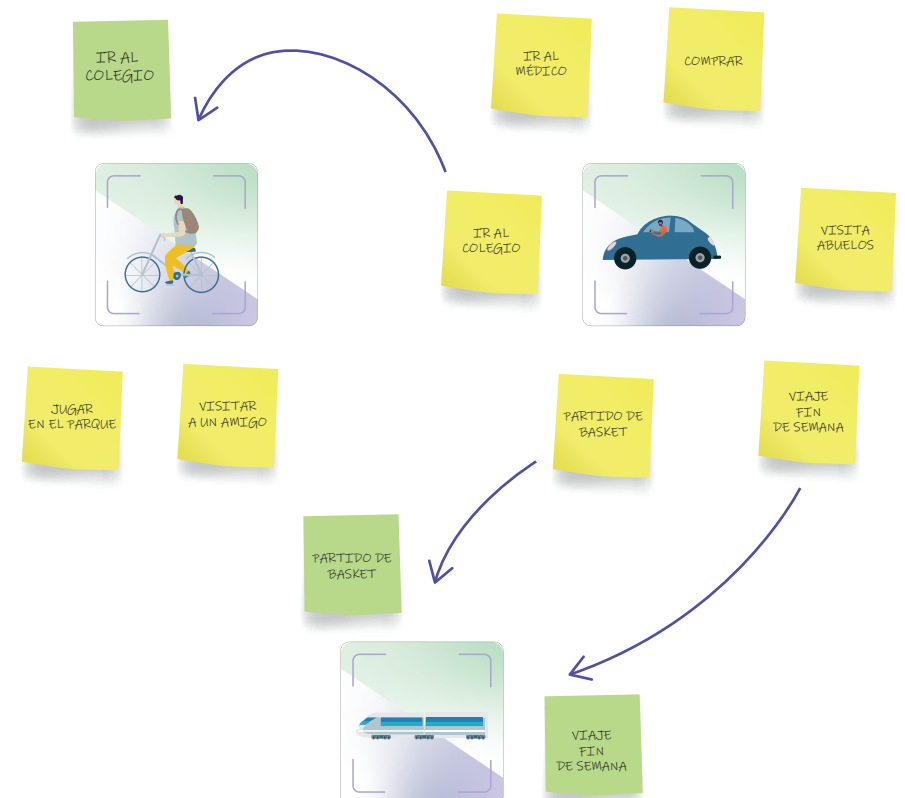 IR AL
COLEGIO
IR AL
MÉDICO
COMPRAR
IR AL
COLEGIO
VISITA
ABUELOS
JUGAR
EN EL PARQUE
VISITAR
A UN AMIGO
PARTIDO DE
BASKET
VIAJE
FIN
DE SEMANA
PARTIDO DE
BASKET
VIAJE
FIN
DE SEMANA